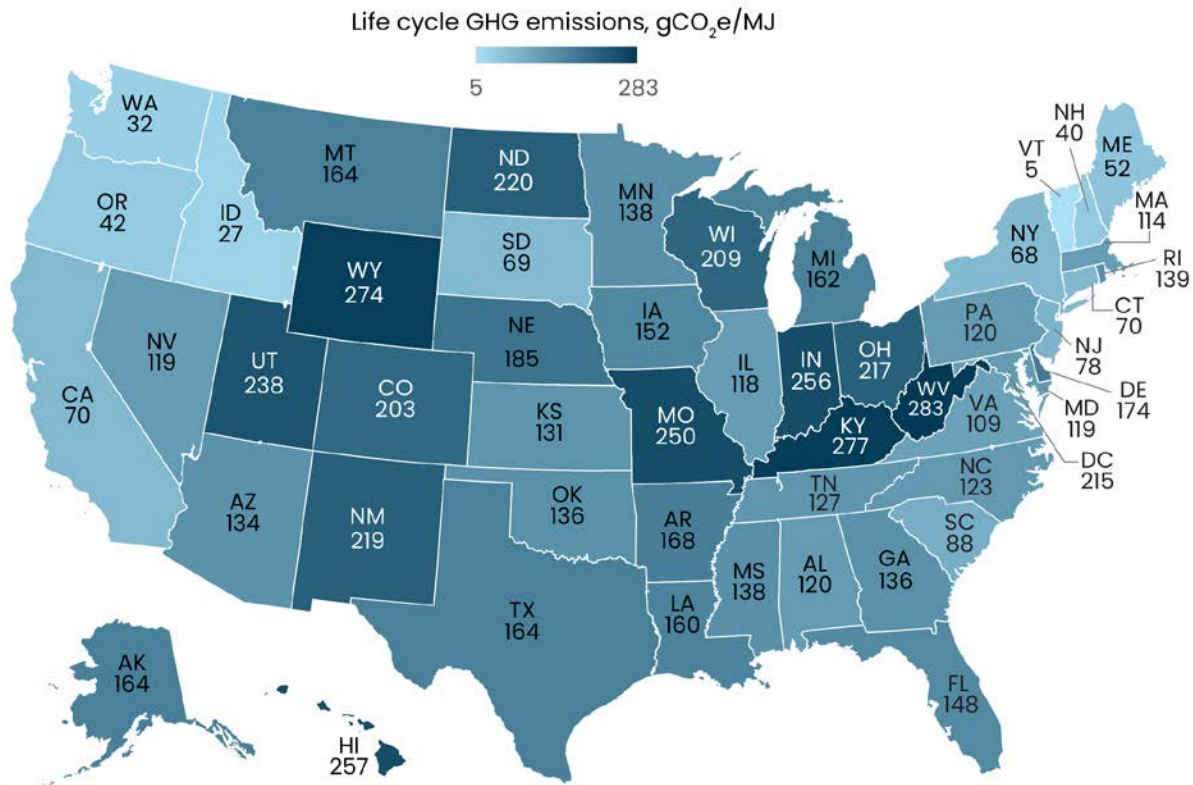 Life cycle GHG emissions, gCO₂e/MJ
5
283
WA
32
OR
42
ID
27
MT
164
ND
220
MN
138
SD
69
WY
274
WI
209
MI
162
NH
40
VT
5
ME
52
MA
114
NY
68
RI
139
CT
70
PA
120
NJ
78
DE
174
MD
119
DC
215
NV
119
CA
70
UT
238
CO
203
NE
185
IA
152
IL
118
IN
256
OH
217
WV
283
VA
109
KS
131
MO
250
KY
277
NC
123
TN
127
AZ
134
NM
219
OK
136
AR
168
SC
88
MS
138
AL
120
GA
136
TX
164
LA
160
FL
148
AK
164
HI
257